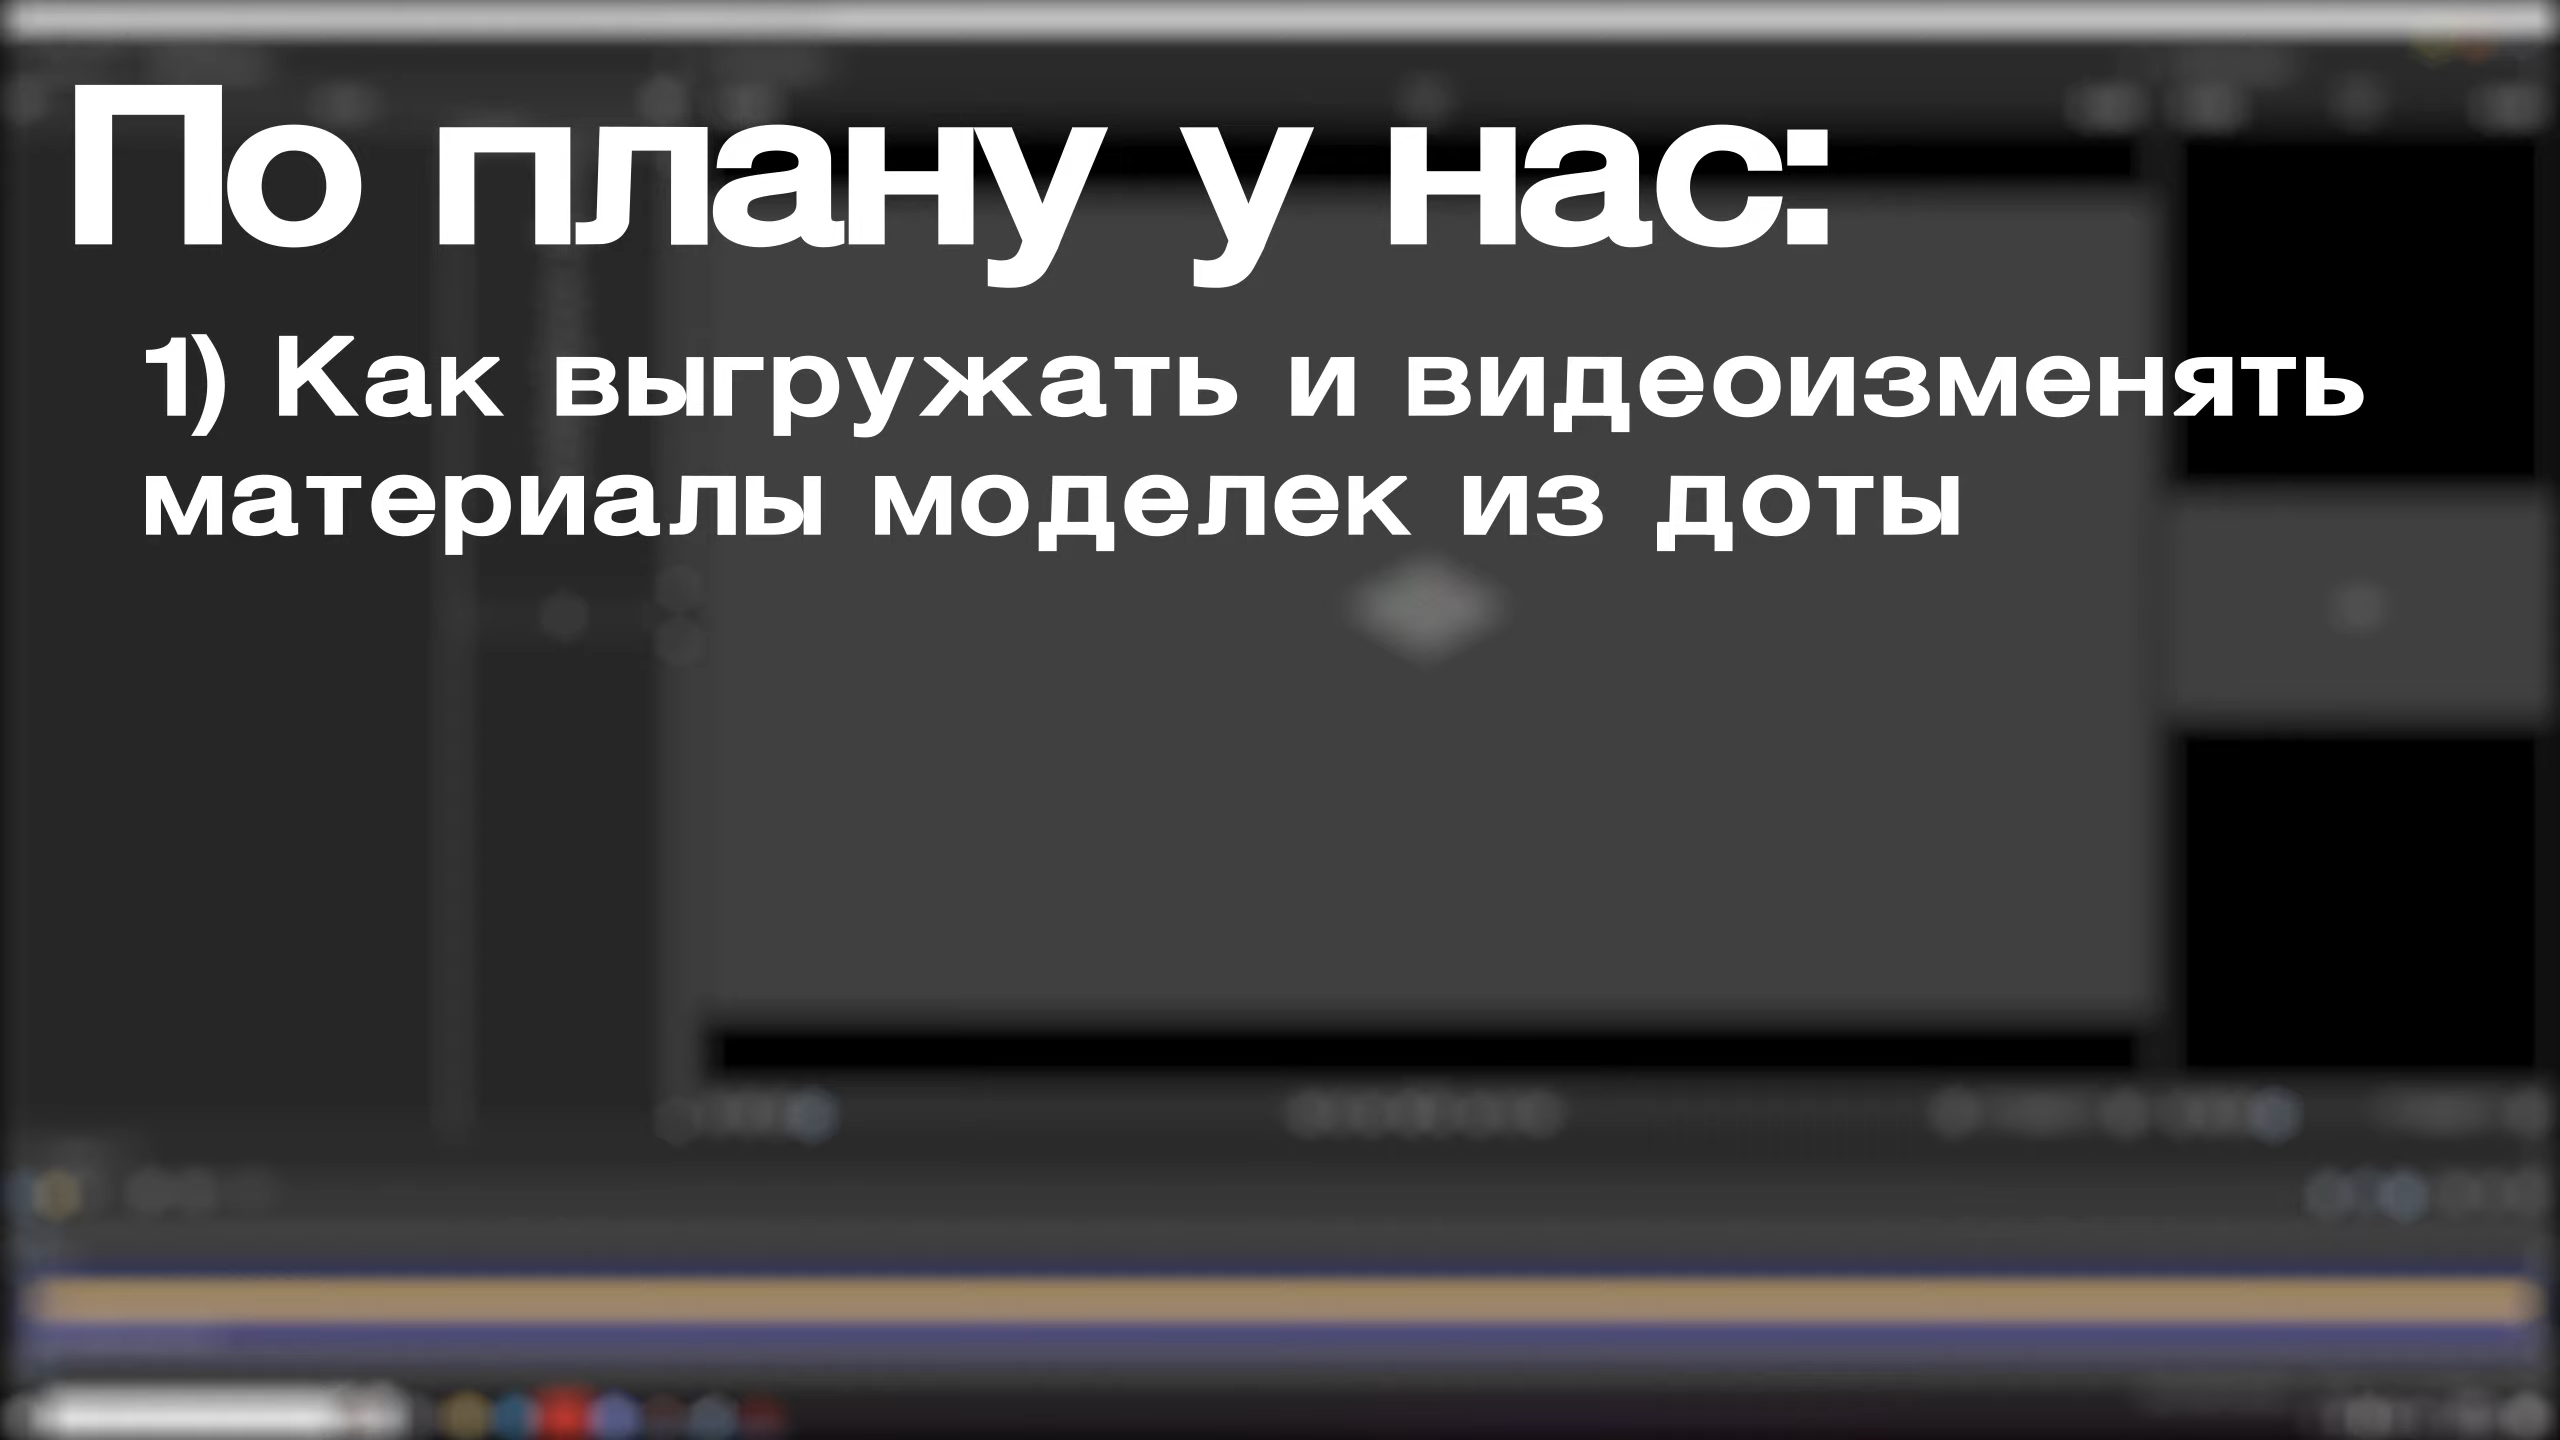 По плану у нас:
1) Как выгружать и видеоизменять
материалы моделек из доты